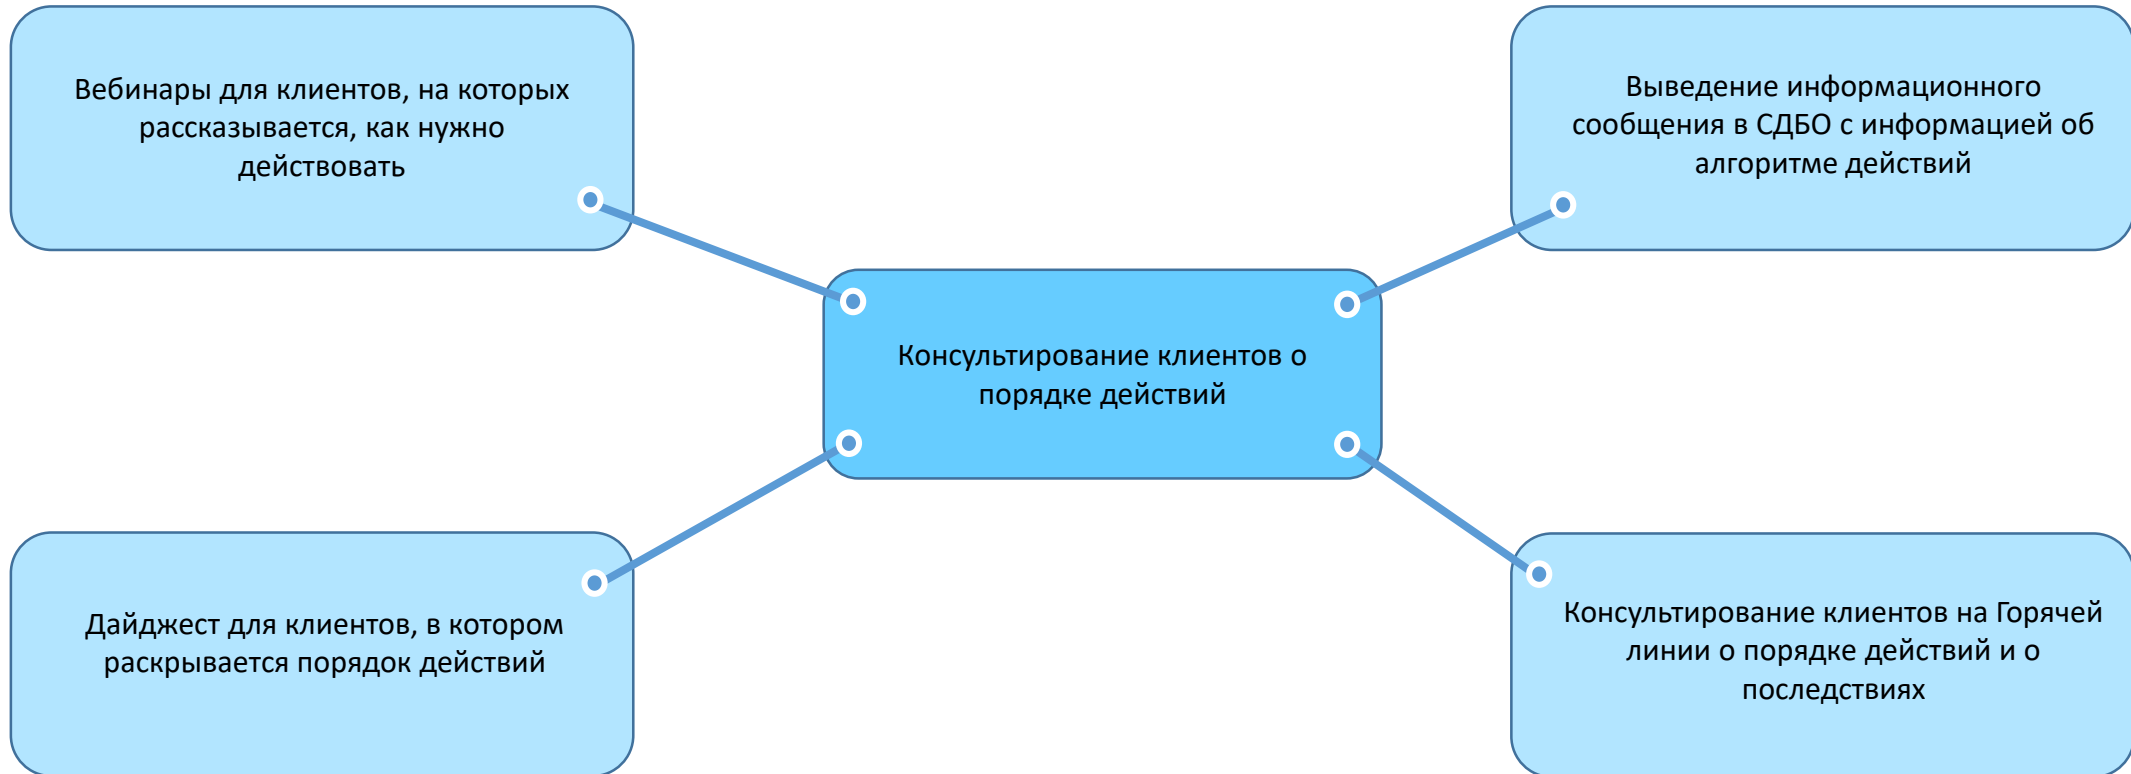 Вебинары для клиентов, на которых
рассказывается, как нужно
действовать
Выведение информационного
сообщения в СДБО с информацией об
алгоритме действий
Консультирование клиентов о
порядке действий
Дайджест для клиентов, в котором
раскрывается порядок действий
Консультирование клиентов на Горячей
линии о порядке действий и о
последствиях